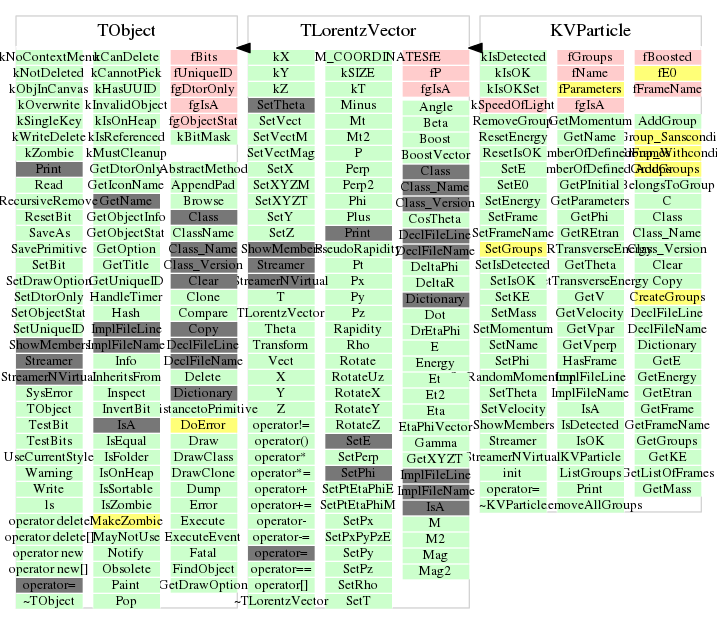 TObject
kNoContextMenu
kNotDeleted
kObjInCanvas
kOverwrite
kSingleKey
kWriteDelete
kZombie
Print
Read
RecursiveRemove
ResetBit
SaveAs
SavePrimitive
SetBit
SetDrawOption
SetDtorOnly
SetObjectStat
SetUniqueID
ShowMembers
Streamer
StreamerNVirtual
SysError
TObject
TestBit
TestBits
UseCurrentStyle
Warning
Write
ls
operator delete
operator delete[]
operator new
operator new[]
operator=
~TObject
kCanDelete
kCannotPick
kHasUUID
kInvalidObject
kIsOnHeap
kIsReferenced
kMustCleanup
GetDtorOnly
GetIconName
GetName
GetObjectInfo
GetObjectStat
GetOption
GetTitle
GetUniqueID
HandleTimer
Hash
ImplFileLine
ImplFileName
Info
InheritsFrom
Inspect
InvertBit
IsA
IsEqual
IsFolder
IsOnHeap
IsSortable
IsZombie
MakeZombie
MayNotUse
Notify
Obsolete
Paint
Pop
fBits
fUniqueID
fgDtorOnly
fgIsA
fgObjectStat
kBitMask
AbstractMethod
AppendPad
Browse
Class
ClassName
Class_Name
Class_Version
Clear
Clone
Compare
Copy
DeclFileLine
DeclFileName
Delete
Dictionary
istancetoPrimitive
DoError
Draw
DrawClass
DrawClone
Dump
Error
Execute
ExecuteEvent
Fatal
FindObject
GetDrawOption
TLorentzVector
kX
kY
kZ
SetTheta
SetVect
SetVectM
SetVectMag
SetX
SetXYZM
SetXYZT
SetY
SetZ
ShowMembers
Streamer
StreamerNVirtual
T
TLorentzVector
Theta
Transform
Vect
X
Y
Z
operator!=
operator()
operator*
operator*=
operator+
operator+=
operator-
operator-=
operator=
operator==
operator[]
~TLorentzVector
M_COORDINATES
kSIZE
kT
Minus
Mt
Mt2
P
Perp
Perp2
Phi
Plus
Print
PseudoRapidity
Pt
Px
Py
Pz
Rapidity
Rho
Rotate
RotateUz
RotateX
RotateY
RotateZ
SetE
SetPerp
SetPhi
SetPtEtaPhiE
SetPtEtaPhiM
SetPx
SetPxPyPzE
SetPy
SetPz
SetRho
SetT
fE
fP
fgIsA
Angle
Beta
Boost
BoostVector
Class
Class_Name
Class_Version
CosTheta
DeclFileLine
DeclFileName
DeltaPhi
DeltaR
Dictionary
Dot
DrEtaPhi
E
Energy
Et
Et2
Eta
EtaPhiVector
Gamma
GetXYZT
ImplFileLine
ImplFileName
IsA
M
M2
Mag
Mag2
KVParticle
kIsDetected
kIsOK
kIsOKSet
kSpeedOfLight
RemoveGroup
ResetEnergy
ResetIsOK
SetE
SetE0
SetEnergy
SetFrame
SetFrameName
SetGroups
SetIsDetected
SetIsOK
SetKE
SetMass
SetMomentum
SetName
SetPhi
RandomMomentum
SetTheta
SetVelocity
ShowMembers
Streamer
StreamerNVirtual
init
operator=
~KVParticle
fGroups
fName
fParameters
fgIsA
GetMomentum
GetName
mberOfDefined
mberOfDefined
GetPInitial
GetParameters
GetPhi
GetREtran
RTransverseEnergy
GetTheta
tTransverseEnergy
GetV
GetVelocity
GetVpar
GetVperp
HasFrame
ImplFileLine
ImplFileName
IsA
IsDetected
IsOK
KVParticle
ListGroups
Print
emoveAllGroups
fBoosted
fE0
fFrameName
AddGroup
Group_Sanscondi
Withcondi
AddGroups
BelongsToGroup
C
Class
Class_Name
Class_Version
Clear
Copy
CreateGroups
DeclFileLine
DeclFileName
Dictionary
GetE
GetEnergy
GetEtran
GetFrame
GetFrameName
GetGroups
GetKE
GetListOfFrames
GetMass